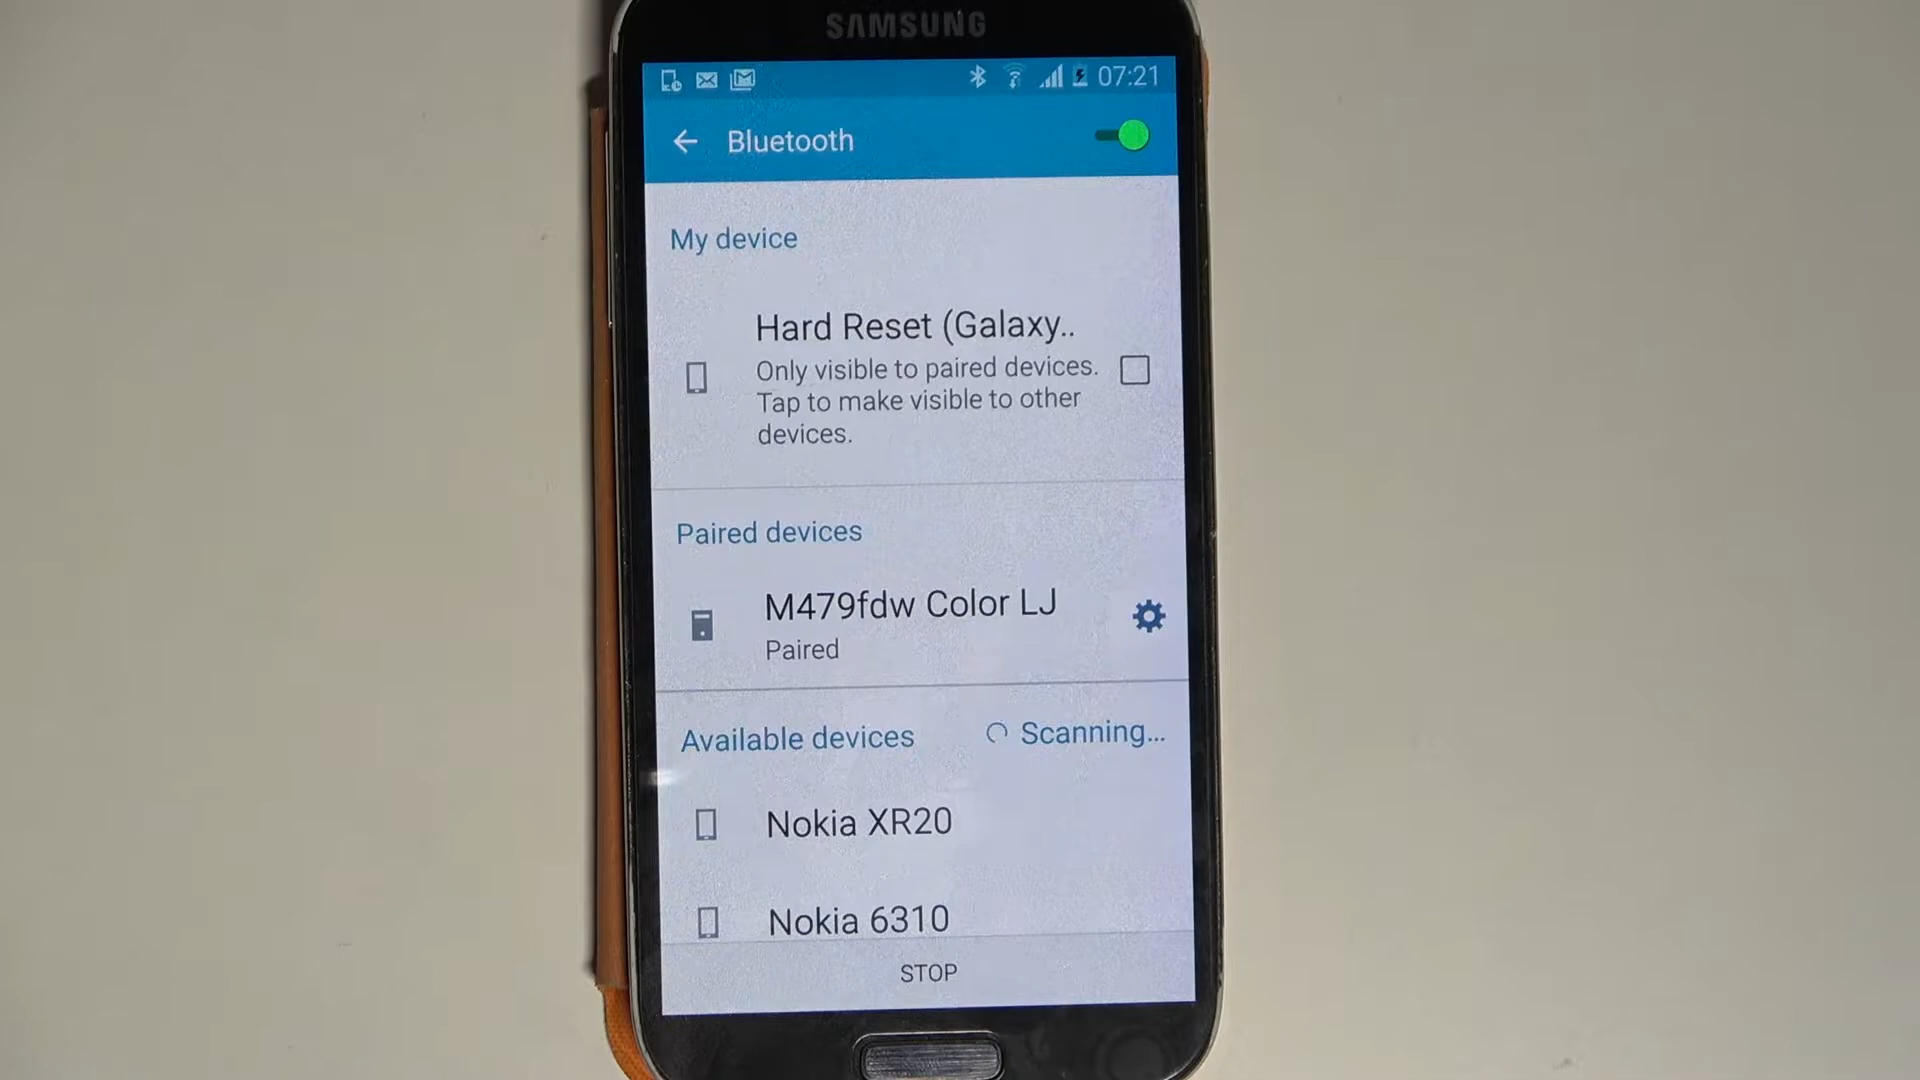 SAMSUNG
07:21
Bluetooth
My device
Hard Reset (Galaxy..
Only visible to paired devices.
Tap to make visible to other
devices.
Paired devices
M479fdw Color LJ
Paired
Available devices
Scanning...
Nokia XR20
Nokia 6310
STOP